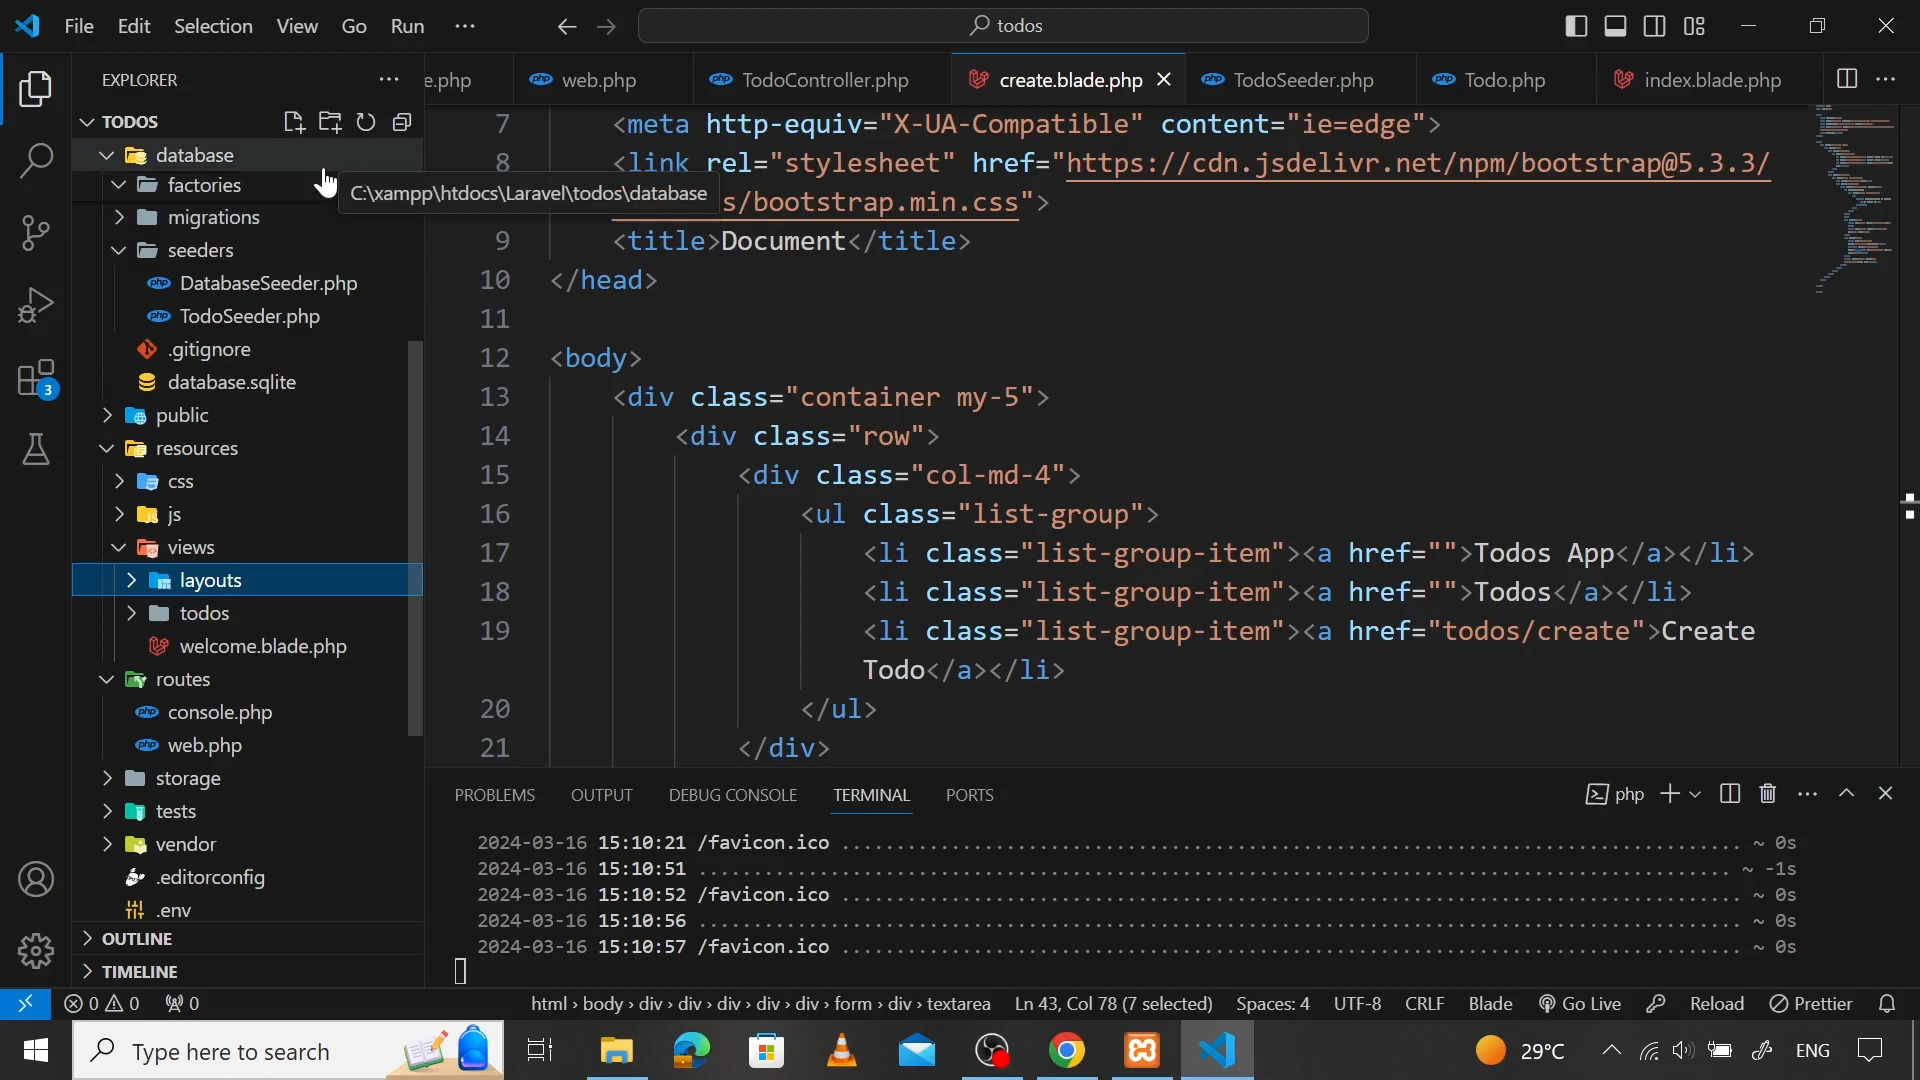 File Edit Selection View Go Run ···
todos
EXPLORER ···
e.php web.php TodoController.php create.blade.php TodoSeeder.php Todo.php index.blade.php ···
TODOS
database
factories
C:\xampp\htdocs\Laravel\todos\database
migrations
seeders
DatabaseSeeder.php
TodoSeeder.php
.gitignore
database.sqlite
public
resources
css
js
views
layouts
todos
welcome.blade.php
routes
console.php
web.php
storage
tests
vendor
.editorconfig
.env
OUTLINE
TIMELINE
3
7 <meta http-equiv="X-UA-Compatible" content="ie=edge">
8 <link rel="stylesheet" href="https://cdn.jsdelivr.net/npm/bootstrap@5.3.3/
s/bootstrap.min.css">
9 <title>Document</title>
10 </head>
11
12 <body>
13 <div class="container my-5">
14 <div class="row">
15 <div class="col-md-4">
16 <ul class="list-group">
17 <li class="list-group-item"><a href="">Todos App</a></li>
18 <li class="list-group-item"><a href="">Todos</a></li>
19 <li class="list-group-item"><a href="todos/create">Create
Todo</a></li>
20 </ul>
21 </div>
PROBLEMS OUTPUT DEBUG CONSOLE TERMINAL PORTS php ···
2024-03-16 15:10:21 /favicon.ico ........................................ ~ 0s
2024-03-16 15:10:51 ........................................ ~ -1s
2024-03-16 15:10:52 /favicon.ico ........................................ ~ 0s
2024-03-16 15:10:56 ........................................ ~ 0s
2024-03-16 15:10:57 /favicon.ico ........................................ ~ 0s
0 0 0 html › body › div › div › div › div › div › form › div › textarea Ln 43, Col 78 (7 selected) Spaces: 4 UTF-8 CRLF Blade Go Live Reload Prettier
Type here to search 29°C ENG